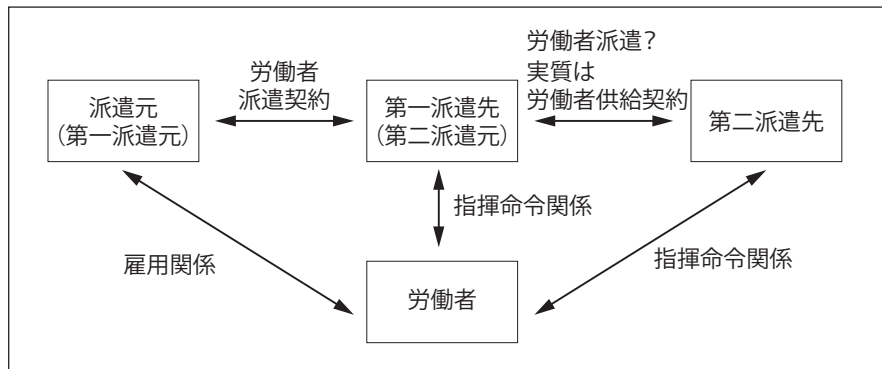 労働者
派遣契約
労働者派遣?
実質は
労働者供給契約
派遣元
(第一派遣元)
第一派遣先
(第二派遣元)
第二派遣先
指揮命令関係
雇用関係
指揮命令関係
労働者